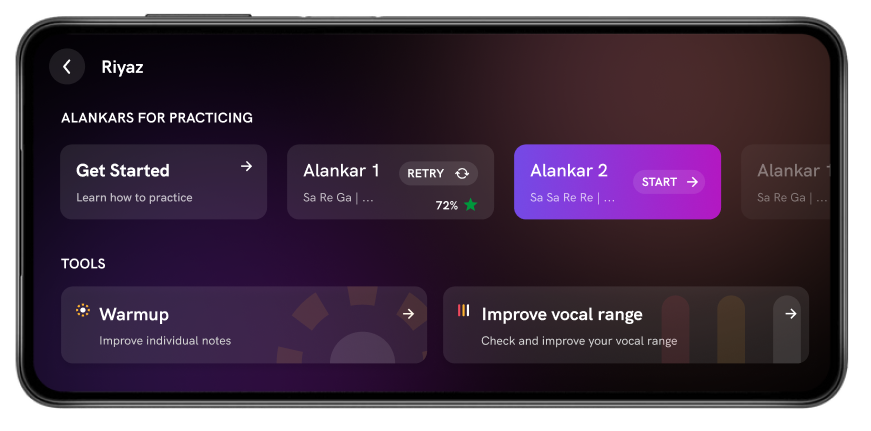 Riyaz
ALANKARS FOR PRACTICING
Get Started
Learn how to practice
Alankar 1
RETRY
Sa Re Ga | ...
72%
Alankar 2
START
Sa Sa Re Re | ...
Alankar 1
Sa Re Ga | ...
TOOLS
Warmup
Improve individual notes
Improve vocal range
Check and improve your vocal range